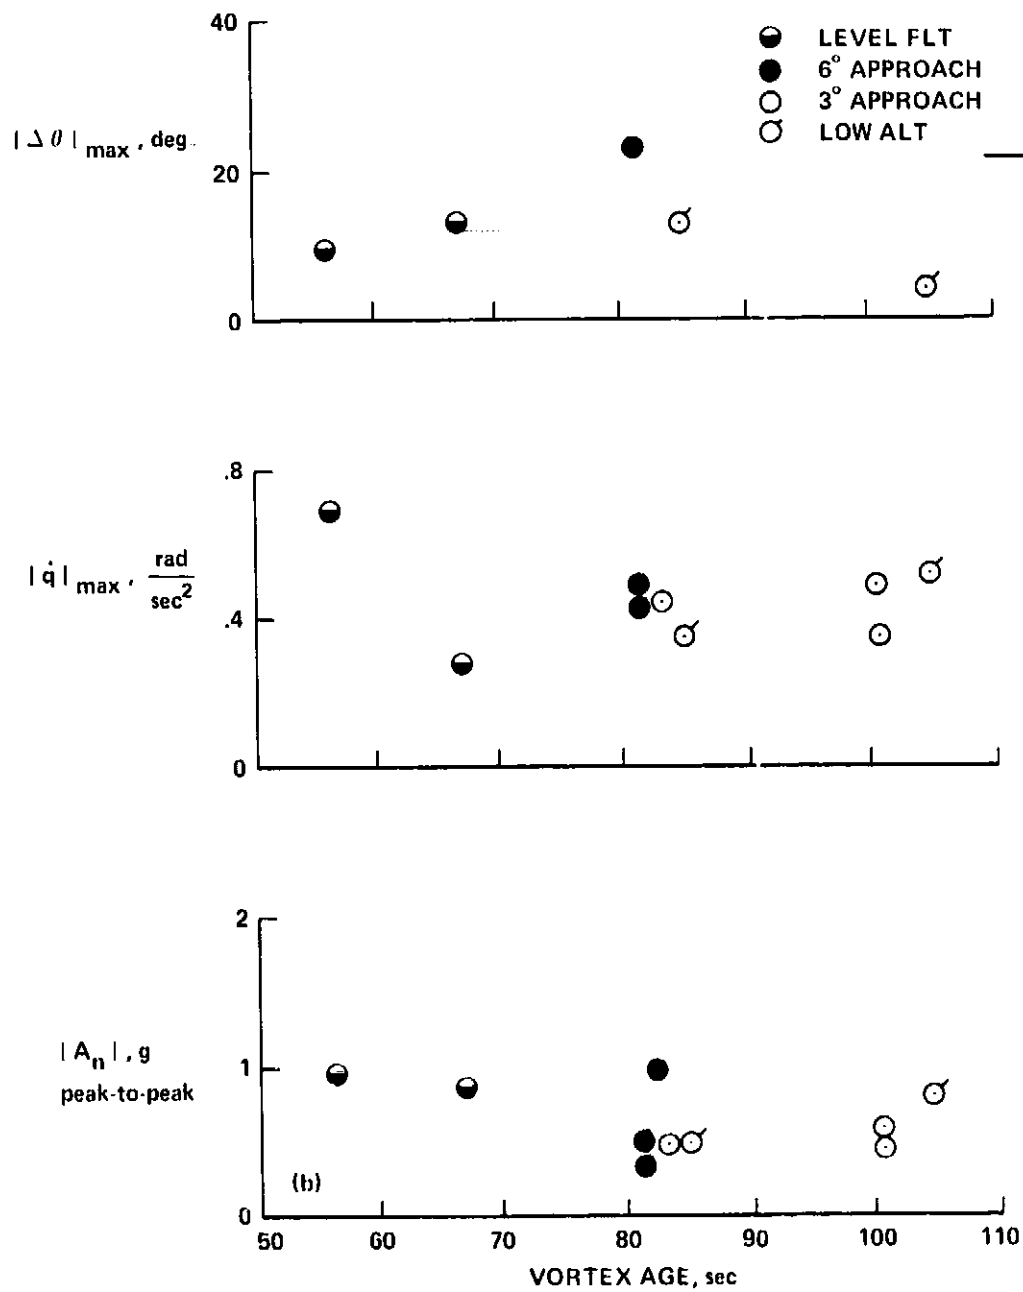 40
LEVEL FLT
6° APPROACH
3° APPROACH
LOW ALT
|Δθ| max , deg.
20
0
.8
|q̇| max , rad/sec²
.4
0
2
|An| , g
1
peak-to-peak
(b)
0
50 60 70 80 90 100 110
VORTEX AGE, sec